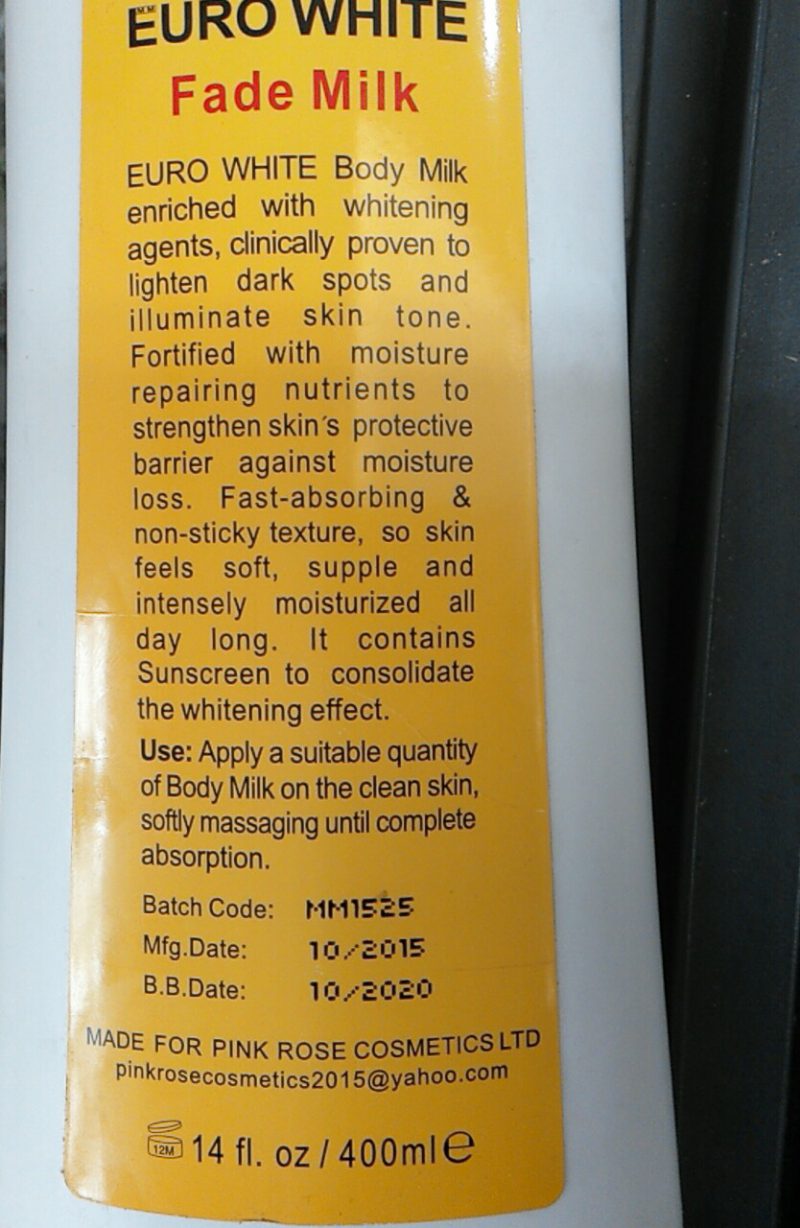 EURO WHITE
Fade Milk
EURO WHITE Body Milk
enriched with whitening
agents, clinically proven to
lighten dark spots and
illuminate skin tone.
Fortified with moisture
repairing nutrients to
strengthen skin's protective
barrier against moisture
loss. Fast-absorbing &
non-sticky texture, so skin
feels soft, supple and
intensely moisturized all
day long. It contains
Sunscreen to consolidate
the whitening effect.
Use: Apply a suitable quantity
of Body Milk on the clean skin,
softly massaging until complete
absorption.
Batch Code: MM1525
Mfg.Date: 10/2015
B.B.Date: 10/2020
MADE FOR PINK ROSE COSMETICS LTD
pinkrosecosmetics2015@yahoo.com
12M 14 fl. oz / 400ml e